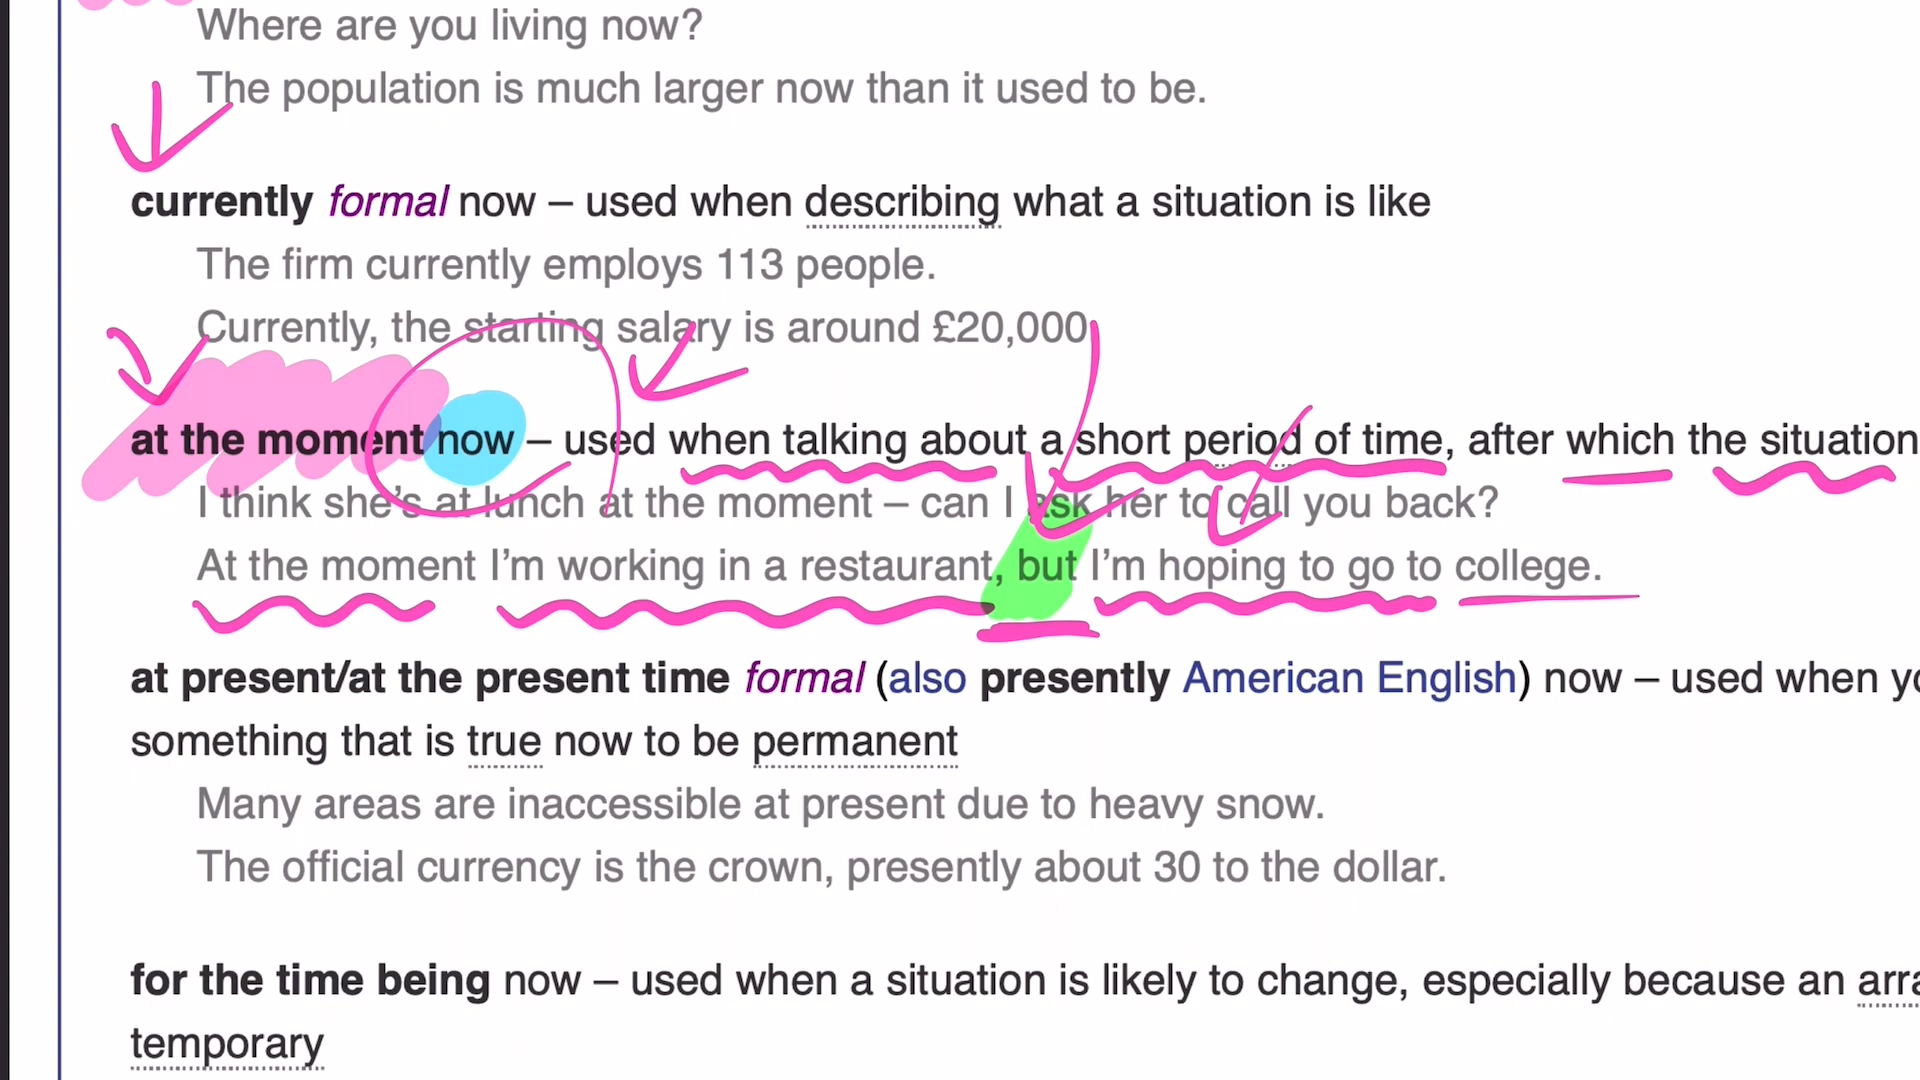 Where are you living now?
The population is much larger now than it used to be.
currently formal now – used when describing what a situation is like
The firm currently employs 113 people.
Currently, the starting salary is around £20,000
at the moment now – used when talking about a short period of time, after which the situation
I think she’s at lunch at the moment – can I ask her to call you back?
At the moment I’m working in a restaurant, but I’m hoping to go to college.
at present/at the present time formal (also presently American English) now – used when
something that is true now to be permanent
Many areas are inaccessible at present due to heavy snow.
The official currency is the crown, presently about 30 to the dollar.
for the time being now – used when a situation is likely to change, especially because an
temporary